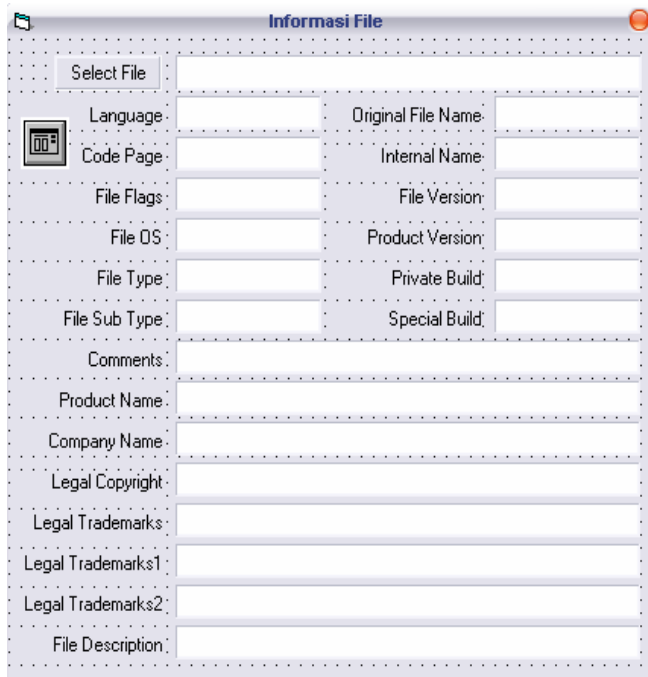 Informasi File
Select File
Language Original File Name
Code Page Internal Name
File Flags File Version
File OS Product Version
File Type Private Build
File Sub Type Special Build
Comments
Product Name
Company Name
Legal Copyright
Legal Trademarks
Legal Trademarks1
Legal Trademarks2
File Description